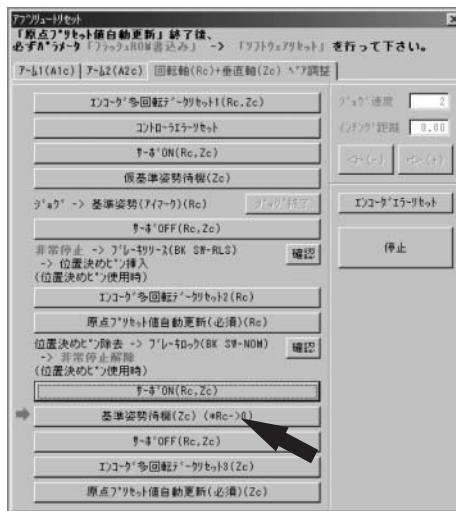 アブソリュートリセット
「原点プリセット値自動更新」終了後、
必ずパラメータ「フラッシュROM書込み」 -> 「ソフトウェアリセット」を行って下さい。
アーム1(A1c)
アーム2(A2c)
回転軸(Rc)+垂直軸(Zc) ペア調整
エンコーダ多回転データリセット1(Rc,Zc)
コントローラエラーリセット
サーボON(Rc,Zc)
仮基準姿勢待機(Zc)
ジョグ -> 基準姿勢(アイマーク)(Rc)
ジョグ終了
サーボOFF(Rc,Zc)
非常停止 -> ブレーキリリース(BK SW-RLS)
-> 位置決めピン挿入
(位置決めピン使用時)
確認
エンコーダ多回転データリセット2(Rc)
原点プリセット値自動更新(必須)(Rc)
位置決めピン除去 -> ブレーキロック(BK SW-NOM)
-> 非常停止解除
(位置決めピン使用時)
確認
サーボON(Rc,Zc)
基準姿勢待機(Zc) (*Rc->0)
サーボOFF(Rc,Zc)
エンコーダ多回転データリセット3(Zc)
原点プリセット値自動更新(必須)(Zc)
ジョグ速度
2
インチング距離
0.00
<-(-)
->(+)
エンコーダエラーリセット
停止